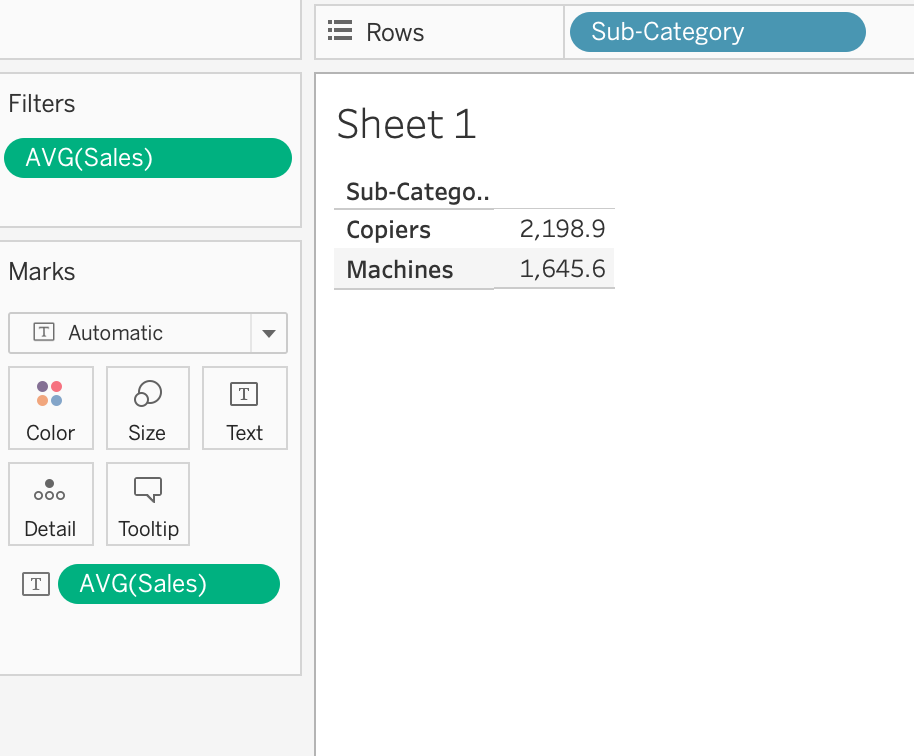 Rows
Sub-Category
Filters
AVG(Sales)
Sheet 1
Sub-Catego..
Copiers 2,198.9
Machines 1,645.6
Marks
T Automatic
Color Size T Text
Detail Tooltip
T AVG(Sales)